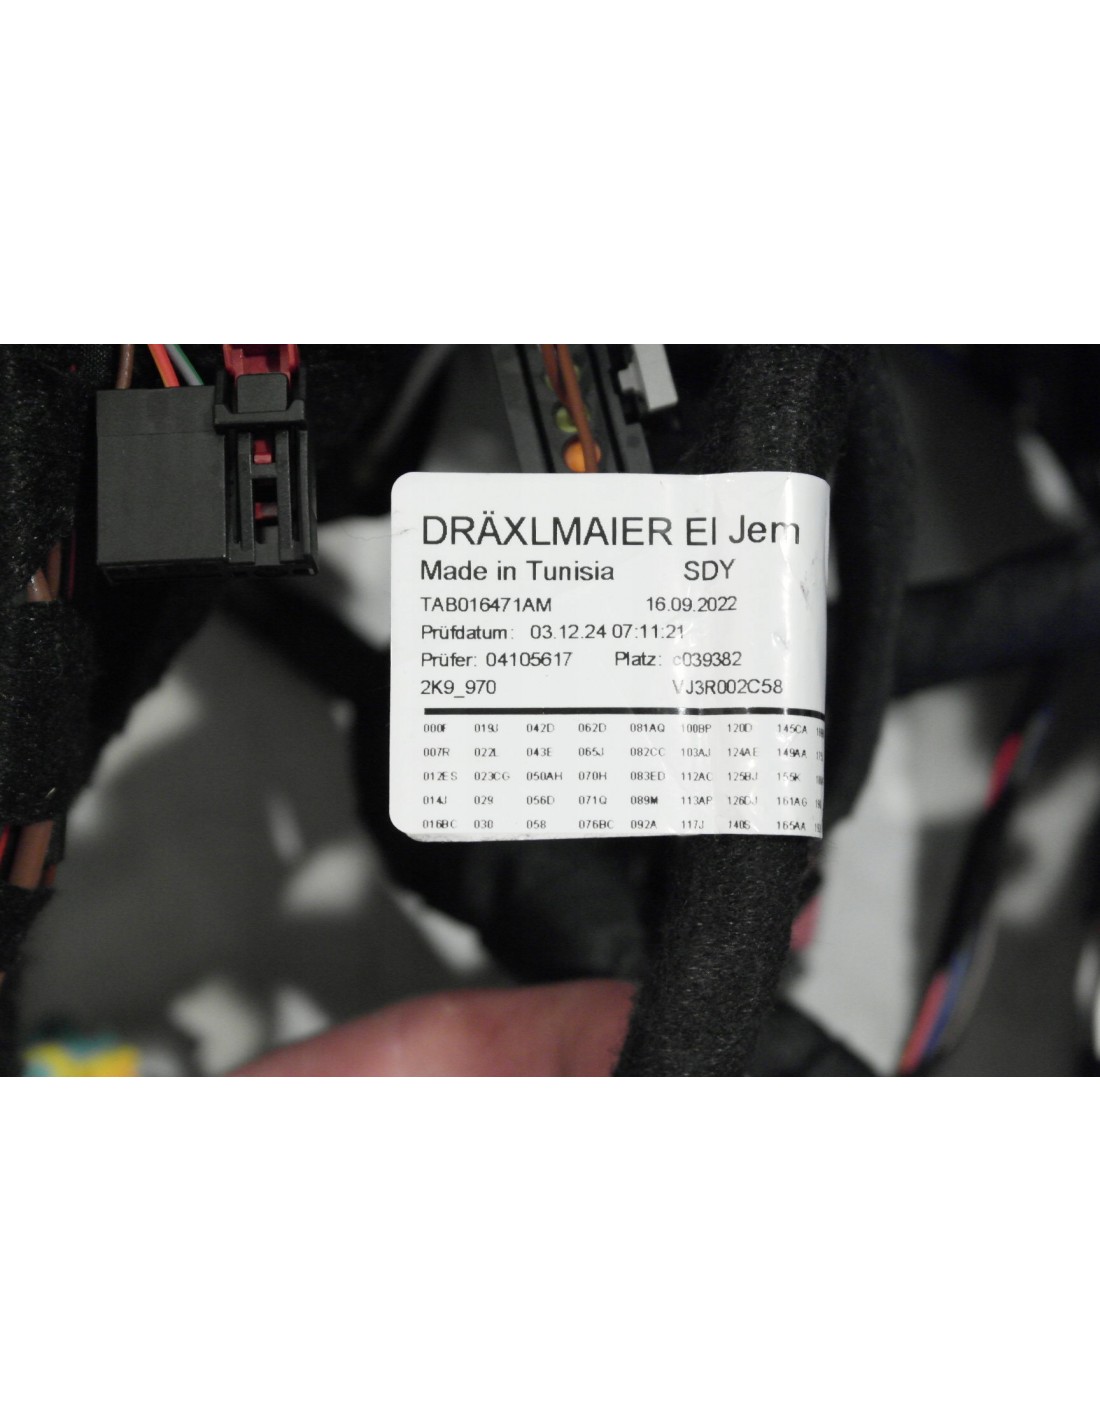 DRÄXLMAIER El Jem
Made in Tunisia SDY
TAB016471AM 16.09.2022
Prüfdatum: 03.12.24 07:11:21
Prüfer: 04105617 Platz: c039382
2K9_970 VJ3R002C58
000F 019J 042D 062D 081AQ 100BP 120D 145CA
007R 022L 043E 065J 082CC 103AJ 124AE 149AA
012ES 023CG 050AH 070H 083ED 112AC 125BJ 155K
014J 029 056D 071Q 089M 113AP 126DJ 161AG
016BC 030 058 076BC 092A 117J 140S 165AA